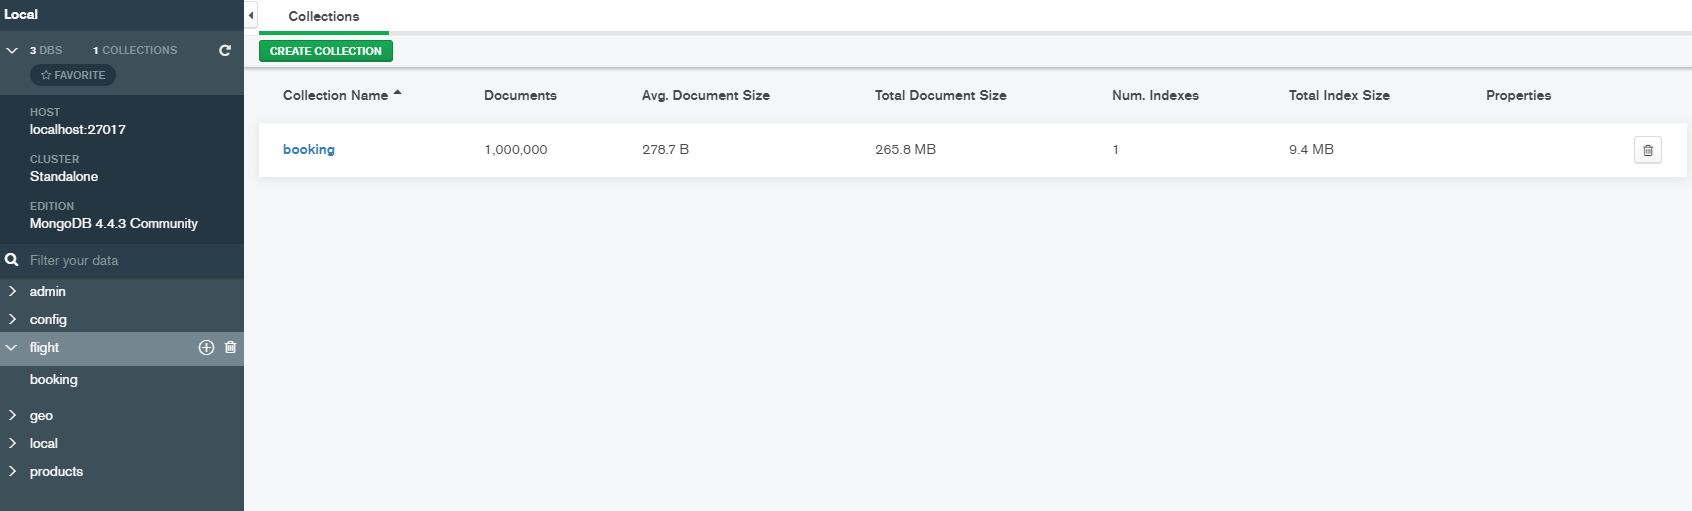 Local
3 DBS 1 COLLECTIONS
FAVORITE
HOST
localhost:27017
CLUSTER
Standalone
EDITION
MongoDB 4.4.3 Community
Filter your data
admin
config
flight
booking
geo
local
products
Collections
CREATE COLLECTION
Collection Name Documents Avg. Document Size Total Document Size Num. Indexes Total Index Size Properties
booking 1,000,000 278.7 B 265.8 MB 1 9.4 MB